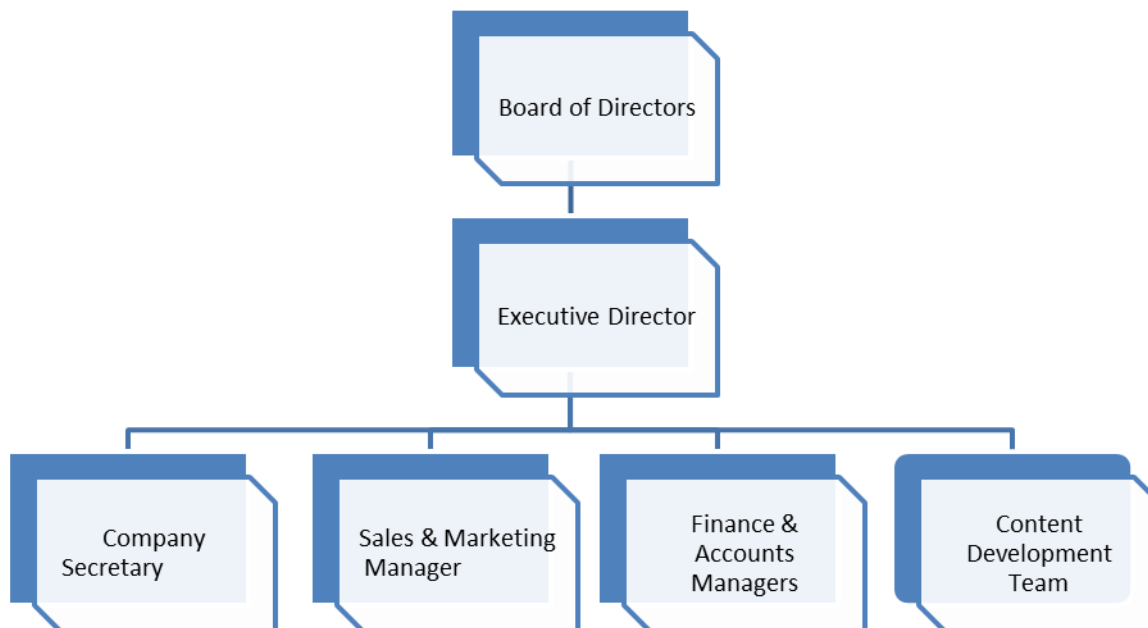 Board of Directors
Executive Director
Company
Secretary
Sales & Marketing
Manager
Finance &
Accounts
Managers
Content
Development
Team